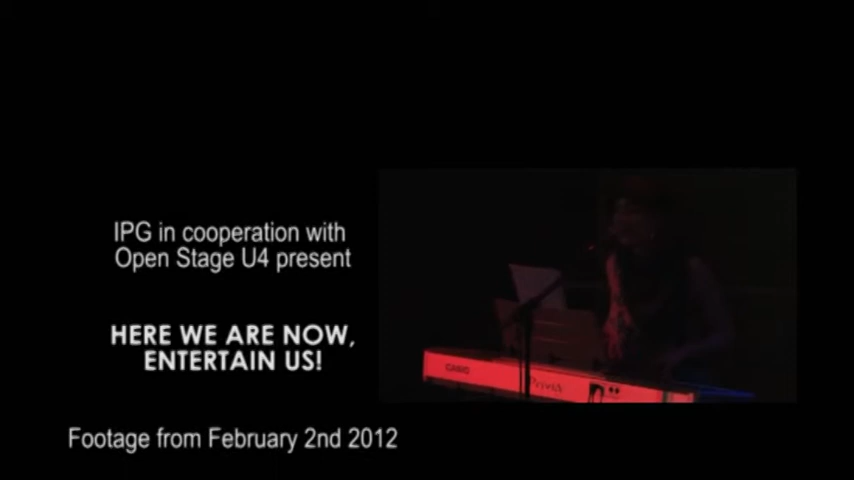 IPG in cooperation with
Open Stage U4 present
HERE WE ARE NOW,
ENTERTAIN US!
CASIO
Privia
Footage from February 2nd 2012